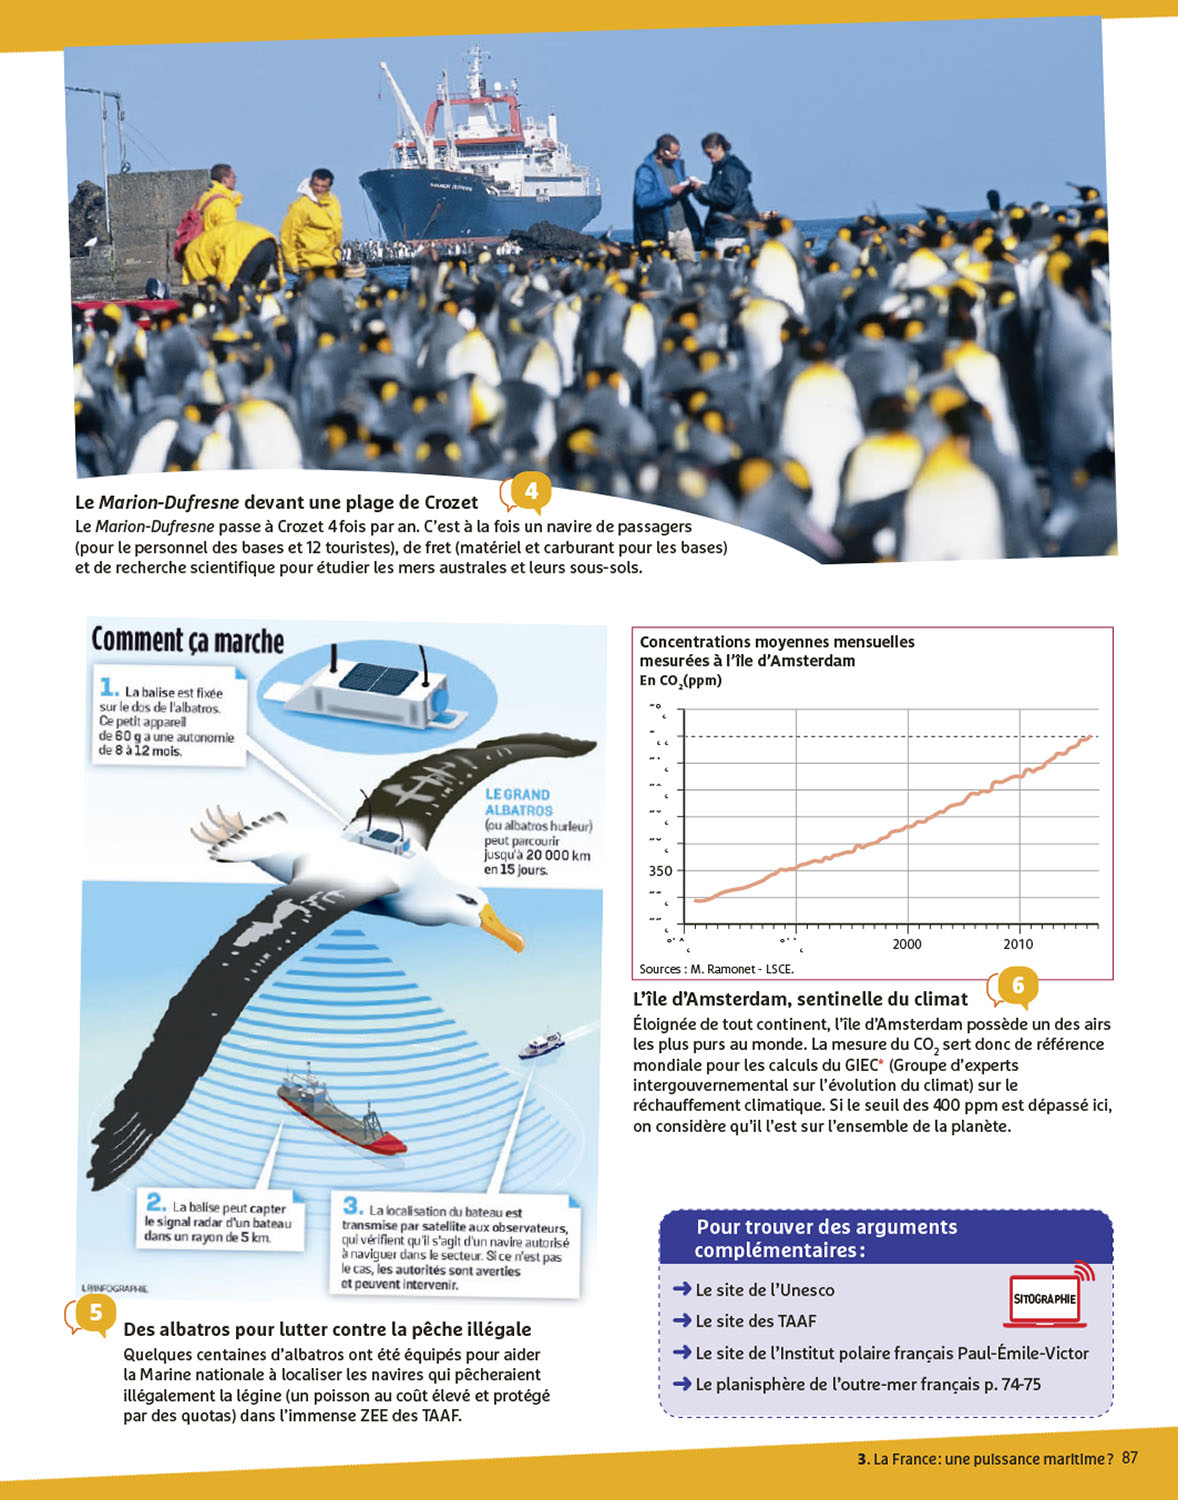 MARION DUFRESNE
4
Le Marion-Dufresne devant une plage de Crozet
Le Marion-Dufresne passe à Crozet 4 fois par an. C'est à la fois un navire de passagers
(pour le personnel des bases et 12 touristes), de fret (matériel et carburant pour les bases)
et de recherche scientifique pour étudier les mers australes et leurs sous-sols.
Comment ça marche
1. La balise est fixée
sur le dos de l'albatros.
Ce petit appareil
de 60 g a une autonomie
de 8 à 12 mois.
LE GRAND
ALBATROS
(ou albatros hurleur)
peut parcourir
jusqu'à 20 000 km
en 15 jours.
2. La balise peut capter
le signal radar d'un bateau
dans un rayon de 5 km.
3. La localisation du bateau est
transmise par satellite aux observateurs,
qui vérifient qu'il s'agit d'un navire autorisé
à naviguer dans le secteur. Si ce n'est pas
le cas, les autorités sont averties
et peuvent intervenir.
LP/INFOGRAPHIE.
5
Des albatros pour lutter contre la pêche illégale
Quelques centaines d'albatros ont été équipés pour aider
la Marine nationale à localiser les navires qui pêcheraient
illégalement la légine (un poisson au coût élevé et protégé
par des quotas) dans l'immense ZEE des TAAF.
Concentrations moyennes mensuelles
mesurées à l'île d'Amsterdam
En CO₂(ppm)
350
2000
2010
Sources : M. Ramonet - LSCE.
6
L'île d'Amsterdam, sentinelle du climat
Éloignée de tout continent, l'île d'Amsterdam possède un des airs
les plus purs au monde. La mesure du CO₂ sert donc de référence
mondiale pour les calculs du GIEC* (Groupe d'experts
intergouvernemental sur l'évolution du climat) sur le
réchauffement climatique. Si le seuil des 400 ppm est dépassé ici,
on considère qu'il l'est sur l'ensemble de la planète.
Pour trouver des arguments
complémentaires :
➜ Le site de l'Unesco
➜ Le site des TAAF
➜ Le site de l'Institut polaire français Paul-Émile-Victor
➜ Le planisphère de l'outre-mer français p. 74-75
SITOGRAPHIE
3. La France : une puissance maritime ? 87